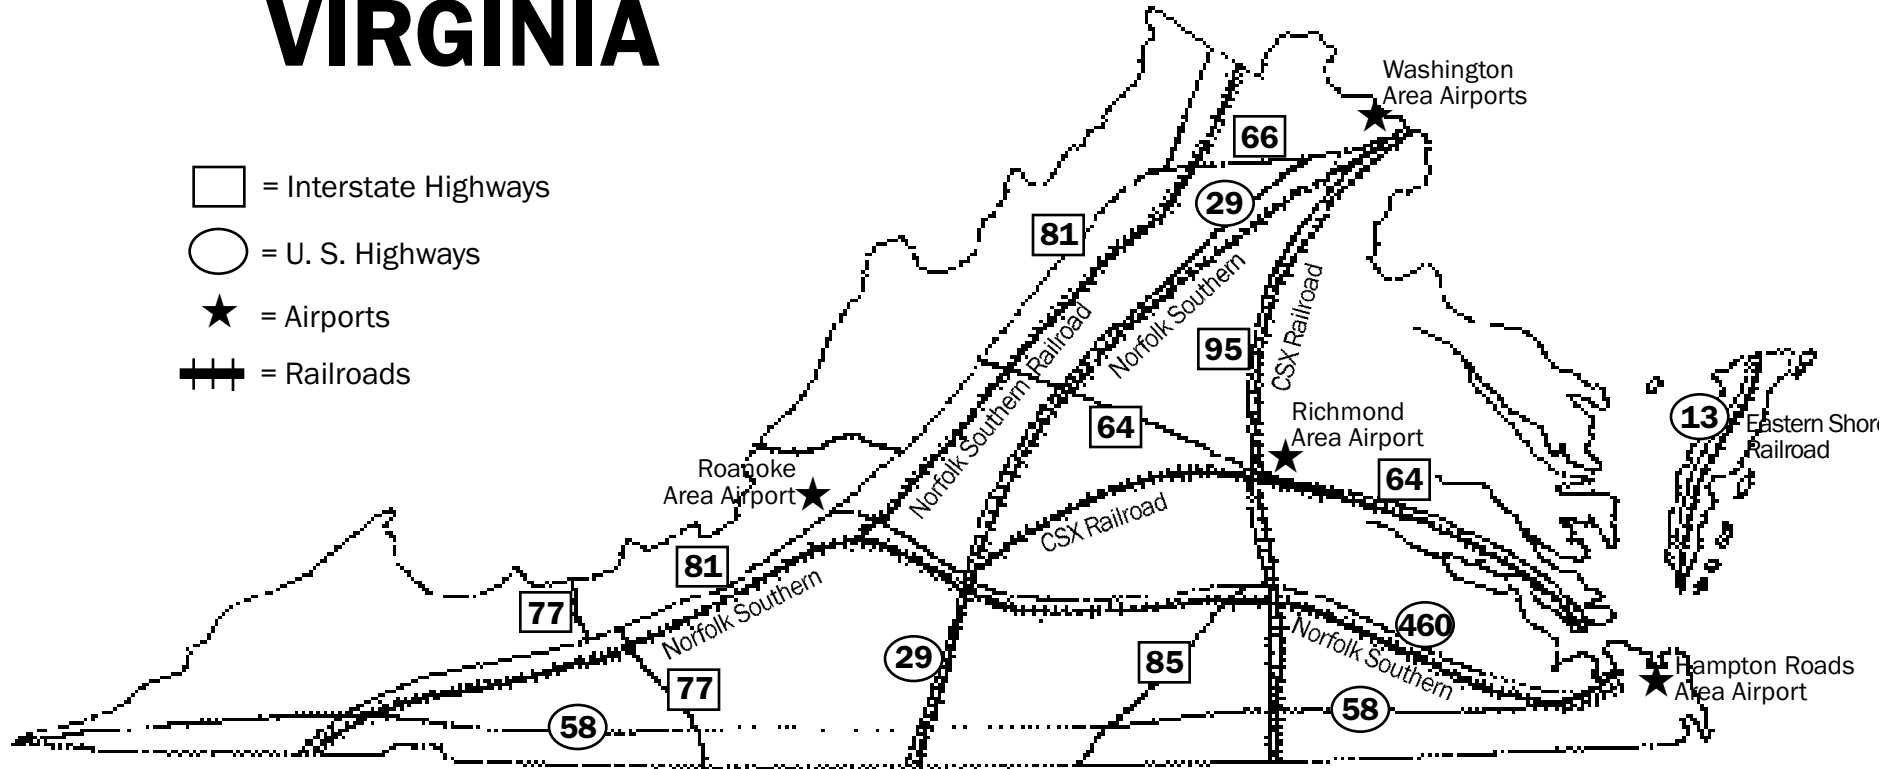 VIRGINIA
= Interstate Highways
= U. S. Highways
= Airports
= Railroads
Washington
Area Airports
66
29
81
Norfolk Southern
CSX Railroad
95
Norfolk Southern Railroad
13
Eastern Shore
Railroad
64
Richmond
Area Airport
64
Roanoke
Area Airport
CSX Railroad
81
77
Norfolk Southern
460
Norfolk Southern
29
85
77
Hampton Roads
Area Airport
58
58